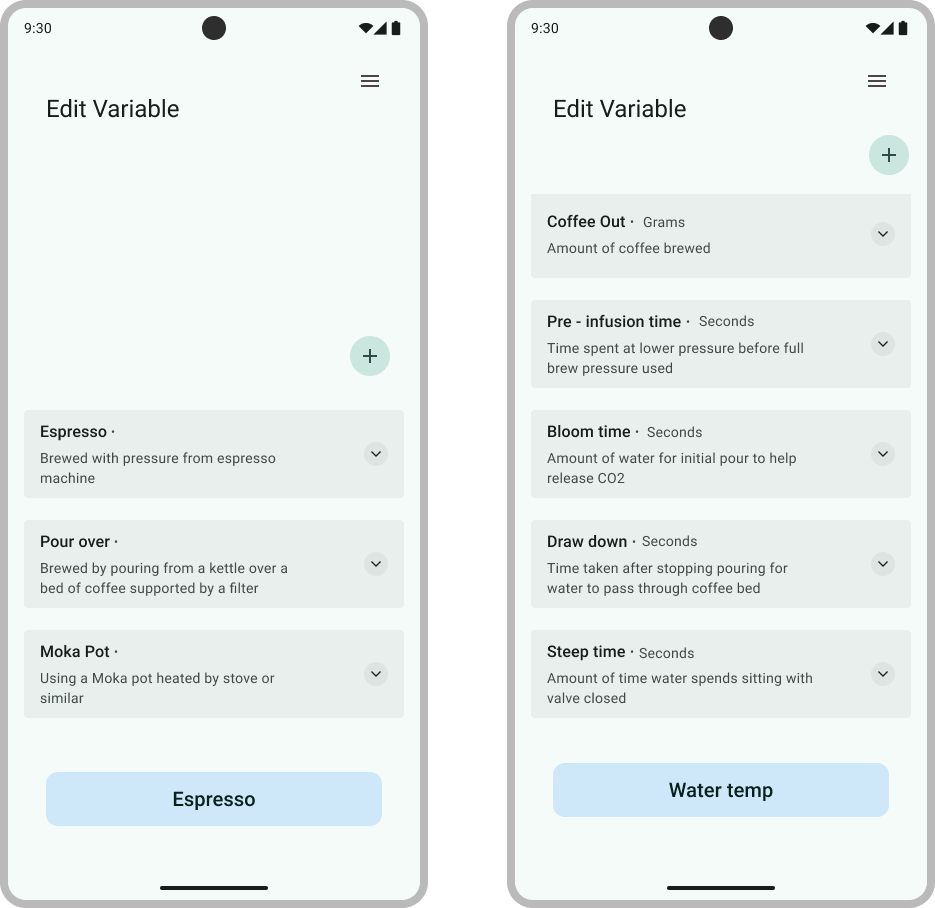 9:30
Edit Variable
Espresso ·
Brewed with pressure from espresso
machine
Pour over ·
Brewed by pouring from a kettle over a
bed of coffee supported by a filter
Moka Pot ·
Using a Moka pot heated by stove or
similar
Espresso
9:30
Edit Variable
Coffee Out · Grams
Amount of coffee brewed
Pre - infusion time · Seconds
Time spent at lower pressure before full
brew pressure used
Bloom time · Seconds
Amount of water for initial pour to help
release CO2
Draw down · Seconds
Time taken after stopping pouring for
water to pass through coffee bed
Steep time · Seconds
Amount of time water spends sitting with
valve closed
Water temp